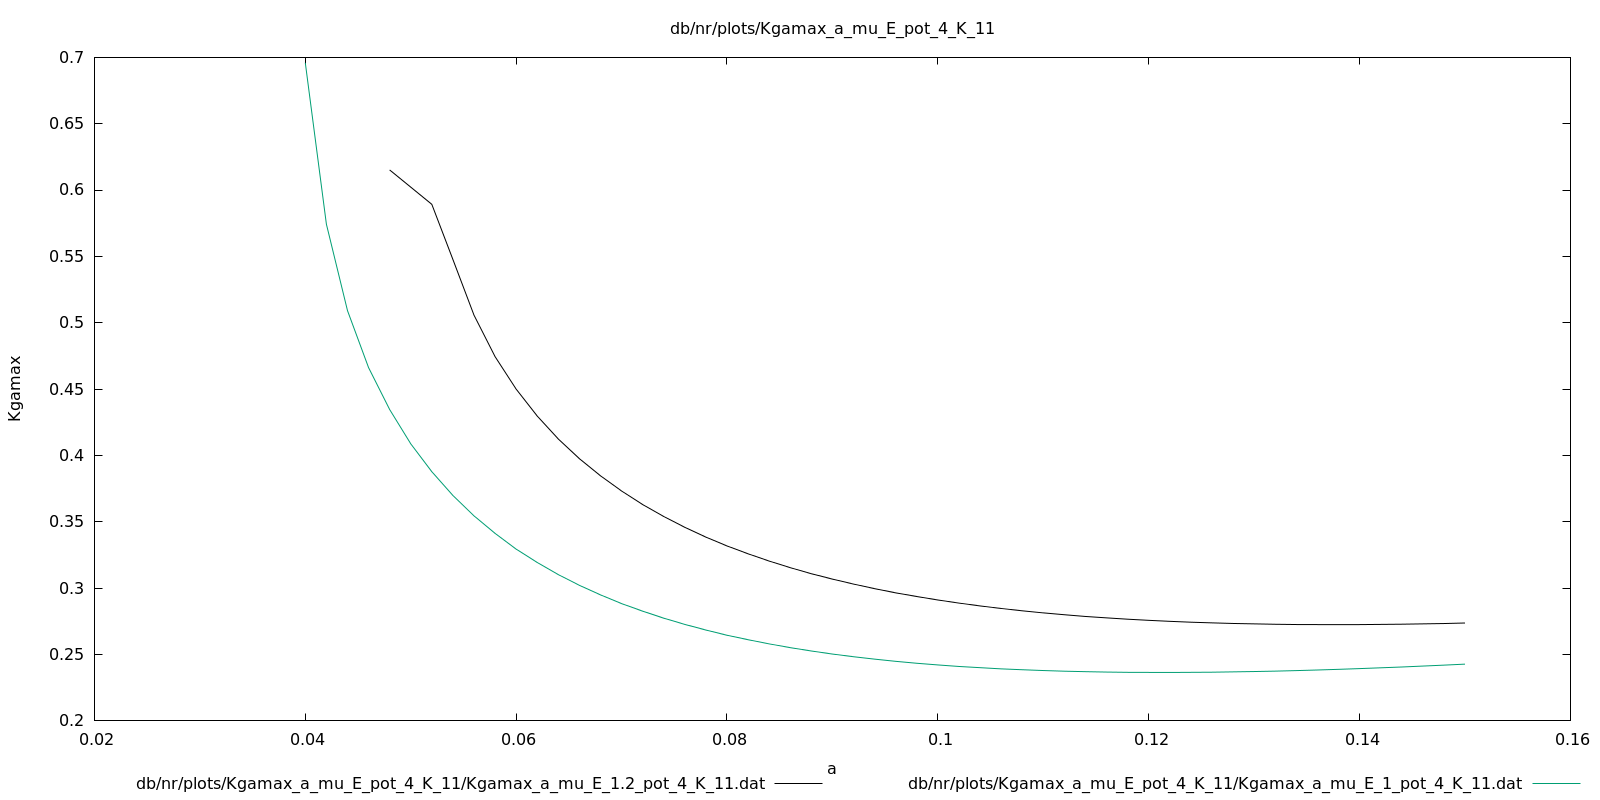 db/nr/plots/Kgamax_a_mu_E_pot_4_K_11
0.7
0.65
0.6
0.55
0.5
0.45
0.4
0.35
0.3
0.25
0.2
Kgamax
0.02 0.04 0.06 0.08 0.1 0.12 0.14 0.16
a
db/nr/plots/Kgamax_a_mu_E_pot_4_K_11/Kgamax_a_mu_E_1.2_pot_4_K_11.dat db/nr/plots/Kgamax_a_mu_E_pot_4_K_11/Kgamax_a_mu_E_1_pot_4_K_11.dat